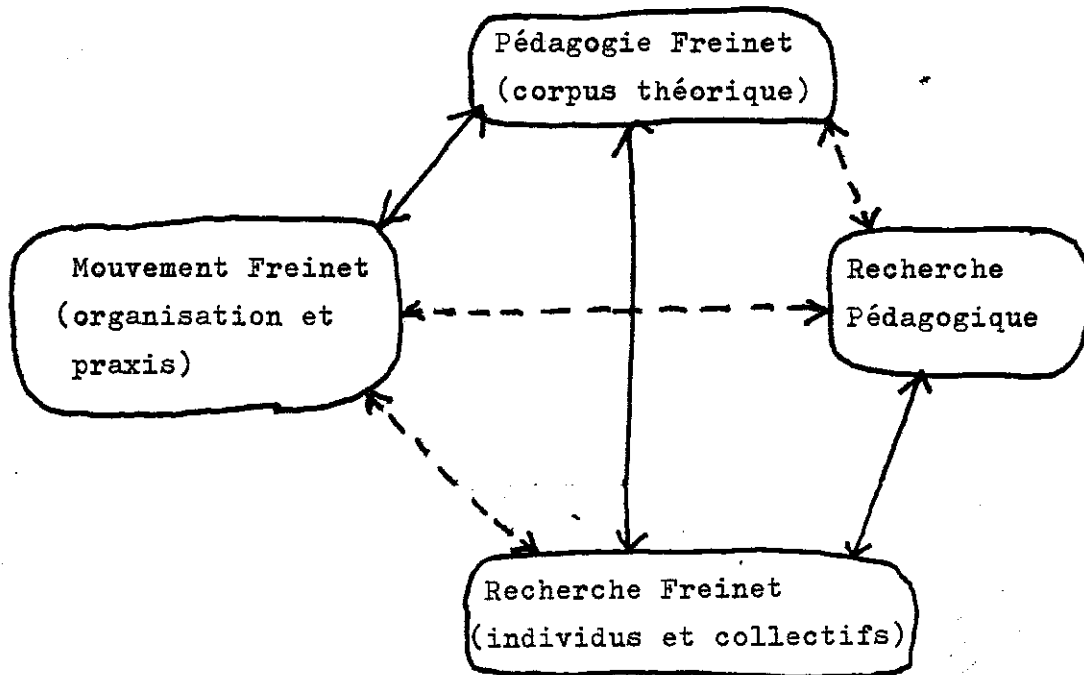 Pédagogie Freinet
(corpus théorique)
Mouvement Freinet
(organisation et
praxis)
Recherche
Pédagogique
Recherche Freinet
(individus et collectifs)